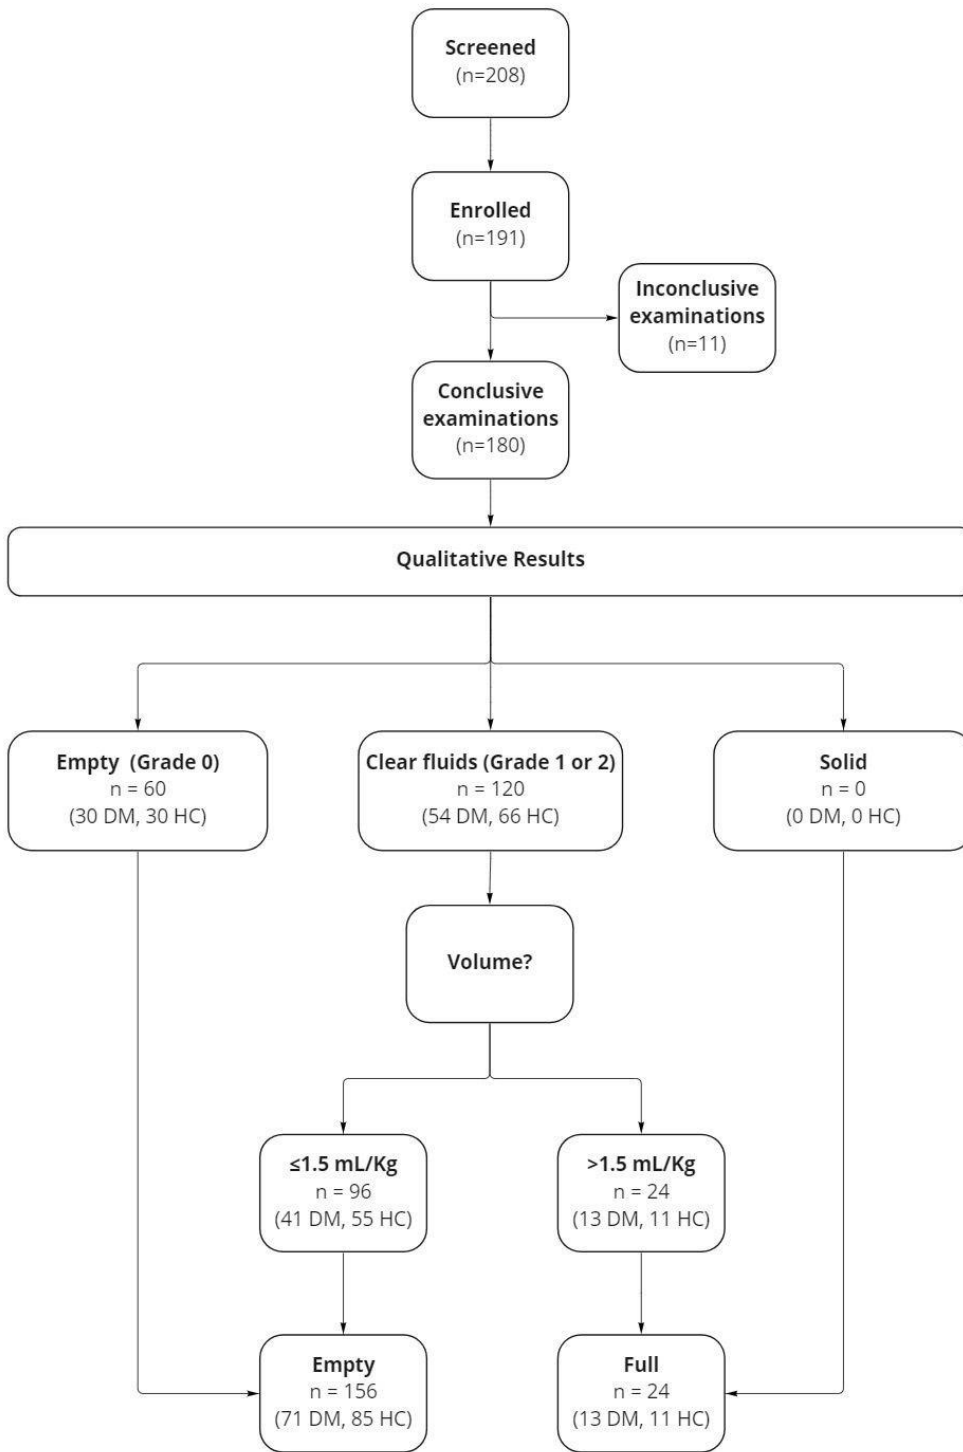 Screened
(n=208)
Enrolled
(n=191)
Inconclusive
examinations
(n=11)
Conclusive
examinations
(n=180)
Qualitative Results
Empty (Grade 0)
n = 60
(30 DM, 30 HC)
Clear fluids (Grade 1 or 2)
n = 120
(54 DM, 66 HC)
Solid
n = 0
(0 DM, 0 HC)
Volume?
≤1.5 mL/Kg
n = 96
(41 DM, 55 HC)
>1.5 mL/Kg
n = 24
(13 DM, 11 HC)
Empty
n = 156
(71 DM, 85 HC)
Full
n = 24
(13 DM, 11 HC)